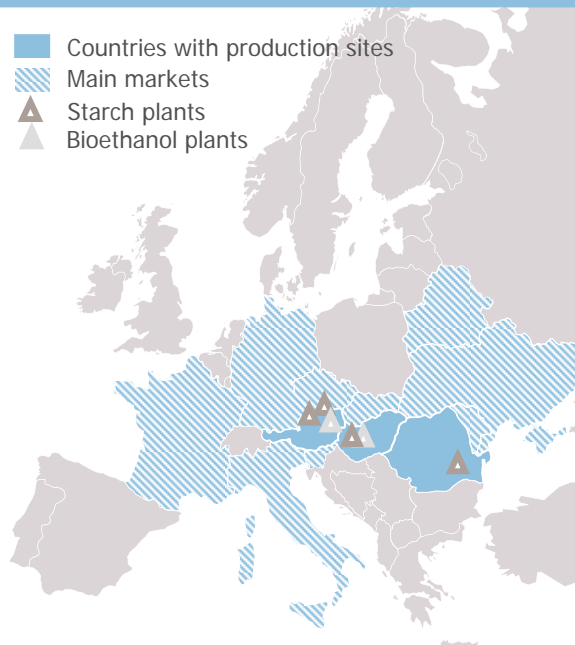 Countries with production sites
Main markets
Starch plants
Bioethanol plants